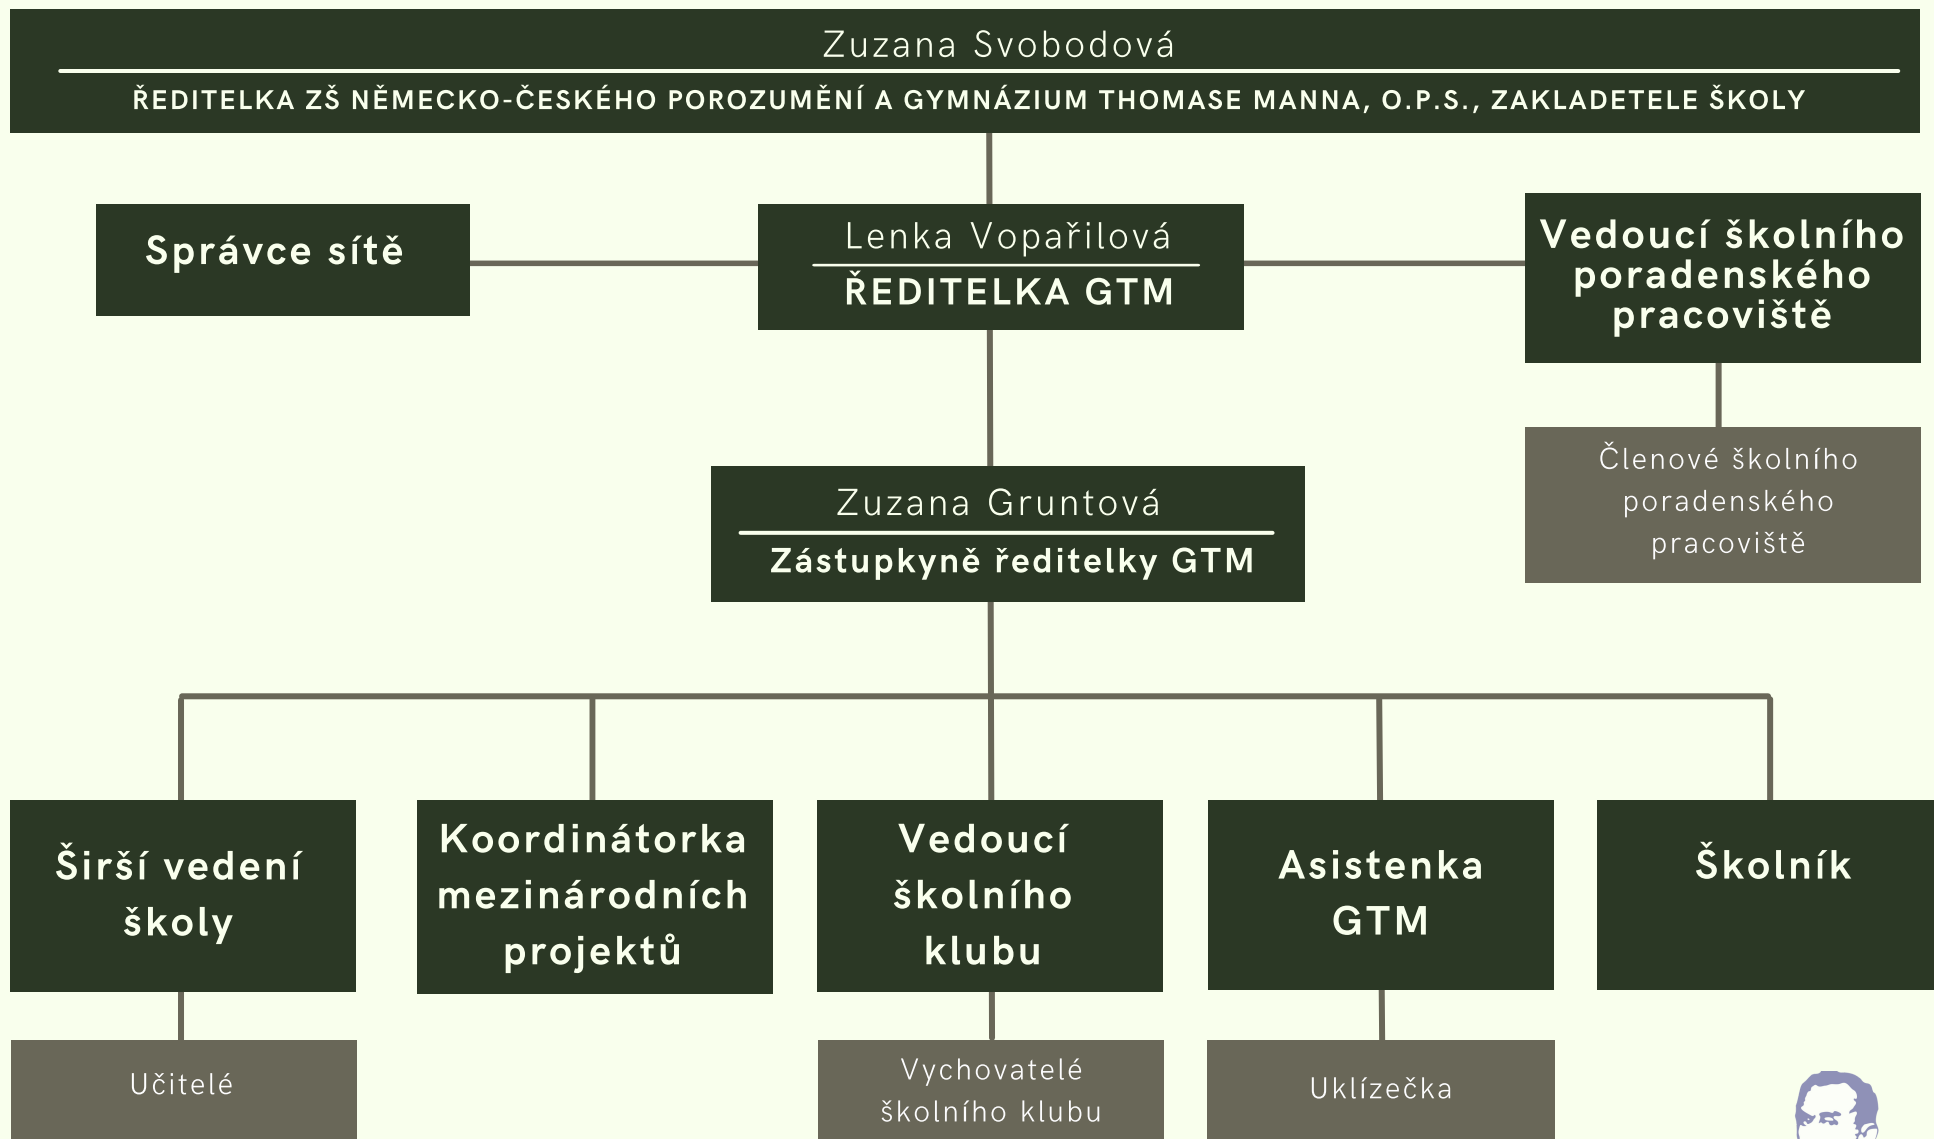 Zuzana Svobodová
ŘEDITELKA ZŠ NĚMECKO-ČESKÉHO POROZUMĚNÍ A GYMNÁZIUM THOMASE MANNA, O.P.S., ZAKLADETELE ŠKOLY
Správce sítě
Lenka Vopařilová
ŘEDITELKA GTM
Vedoucí školního
poradenského
pracoviště
Členové školního
poradenského
pracoviště
Zuzana Gruntová
Zástupkyně ředitelky GTM
Širší vedení
školy
Koordinátorka
mezinárodních
projektů
Vedoucí
školního
klubu
Asistenka
GTM
Školník
Učitelé
Vychovatelé
školního klubu
Uklízečka